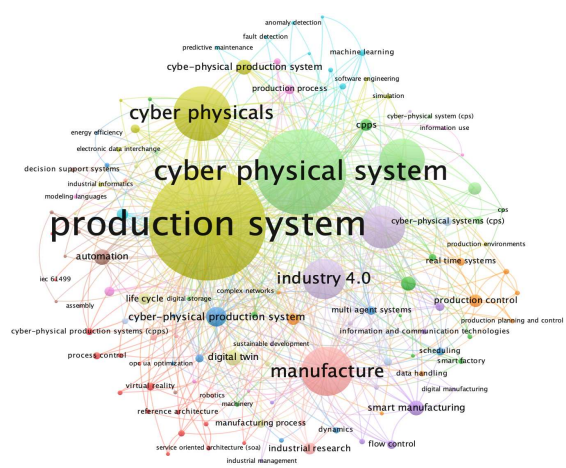 anomaly detection
fault detection
predictive maintenance
machine learning
cybe-physical production system
software engineering
production process
simulation
cyber physicals
cyber-physical system (cps)
cpps
information use
energy efficiency
electronic data interchange
decision support systems
cyber physical system
industrial informatics
modeling-languages
cps
production system
cyber-physical systems (cps)
production environments
automation
real time systems
iec 61499
industry 4.0
complex-networks
life cycle
digital storage
production control
assembly
multi agent systems
cyber-physical production system
production planning and control
cyber-physical production systems (cpps)
information and communication technologies
sustainable development
process control
digital twin
scheduling
smart factory
opc ua
optimization
manufacture
data handling
virtual reality
digital manufacturing
robotics
machinery
reference architecture
smart manufacturing
manufacturing process
dynamics
service oriented architecture (soa)
industrial research
flow control
industrial management